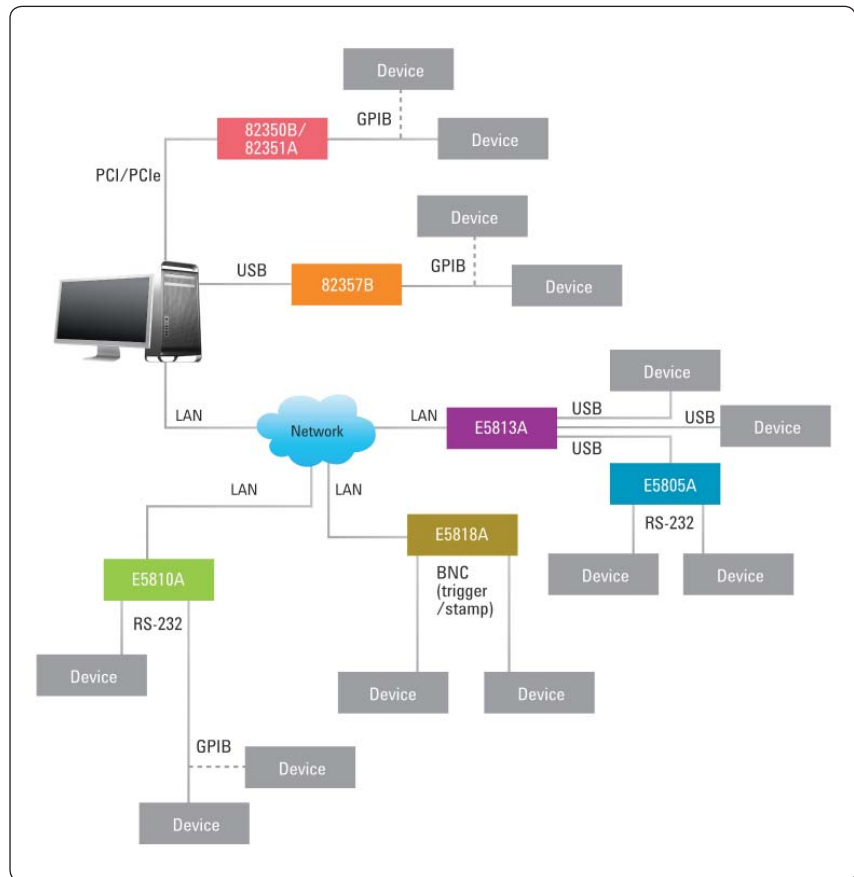 Device
GPIB
82350B/
82351A
Device
PCI/PCIe
Device
USB
GPIB
82357B
Device
Device
LAN
LAN
USB
USB
Network
E5813A
Device
USB
LAN
LAN
E5805A
E5818A
RS-232
E5810A
BNC
(trigger
/stamp)
Device
Device
RS-232
Device
Device
Device
GPIB
Device
Device